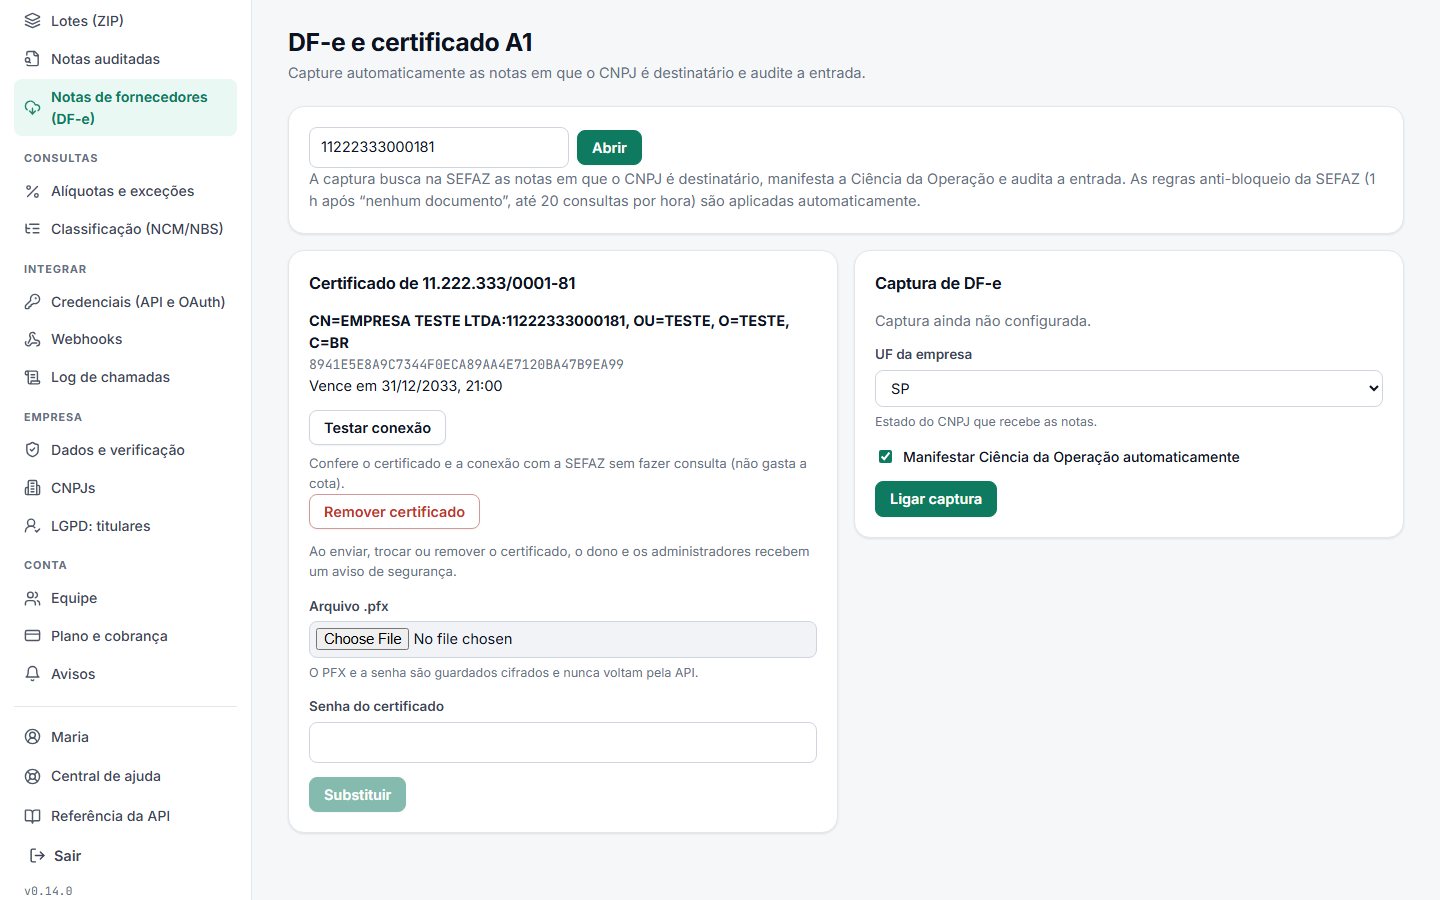 Lotes (ZIP)
Notas auditadas
Notas de fornecedores
(DF-e)
CONSULTAS
Alíquotas e exceções
Classificação (NCM/NBS)
INTEGRAR
Credenciais (API e OAuth)
Webhooks
Log de chamadas
EMPRESA
Dados e verificação
CNPJs
LGPD: titulares
CONTA
Equipe
Plano e cobrança
Avisos
Maria
Central de ajuda
Referência da API
Sair
v0.14.0
DF-e e certificado A1
Capture automaticamente as notas em que o CNPJ é destinatário e audite a entrada.
11222333000181
Abrir
A captura busca na SEFAZ as notas em que o CNPJ é destinatário, manifesta a Ciência da Operação e audita a entrada. As regras anti-bloqueio da SEFAZ (1
h após “nenhum documento”, até 20 consultas por hora) são aplicadas automaticamente.
Certificado de 11.222.333/0001-81
CN=EMPRESA TESTE LTDA:11222333000181, OU=TESTE, O=TESTE,
C=BR
8941E5E8A9C7344F0ECA89AA4E7120BA47B9EA99
Vence em 31/12/2033, 21:00
Testar conexão
Confere o certificado e a conexão com a SEFAZ sem fazer consulta (não gasta a
cota).
Remover certificado
Ao enviar, trocar ou remover o certificado, o dono e os administradores recebem
um aviso de segurança.
Arquivo .pfx
Choose File No file chosen
O PFX e a senha são guardados cifrados e nunca voltam pela API.
Senha do certificado
Substituir
Captura de DF-e
Captura ainda não configurada.
UF da empresa
SP
Estado do CNPJ que recebe as notas.
Manifestar Ciência da Operação automaticamente
Ligar captura